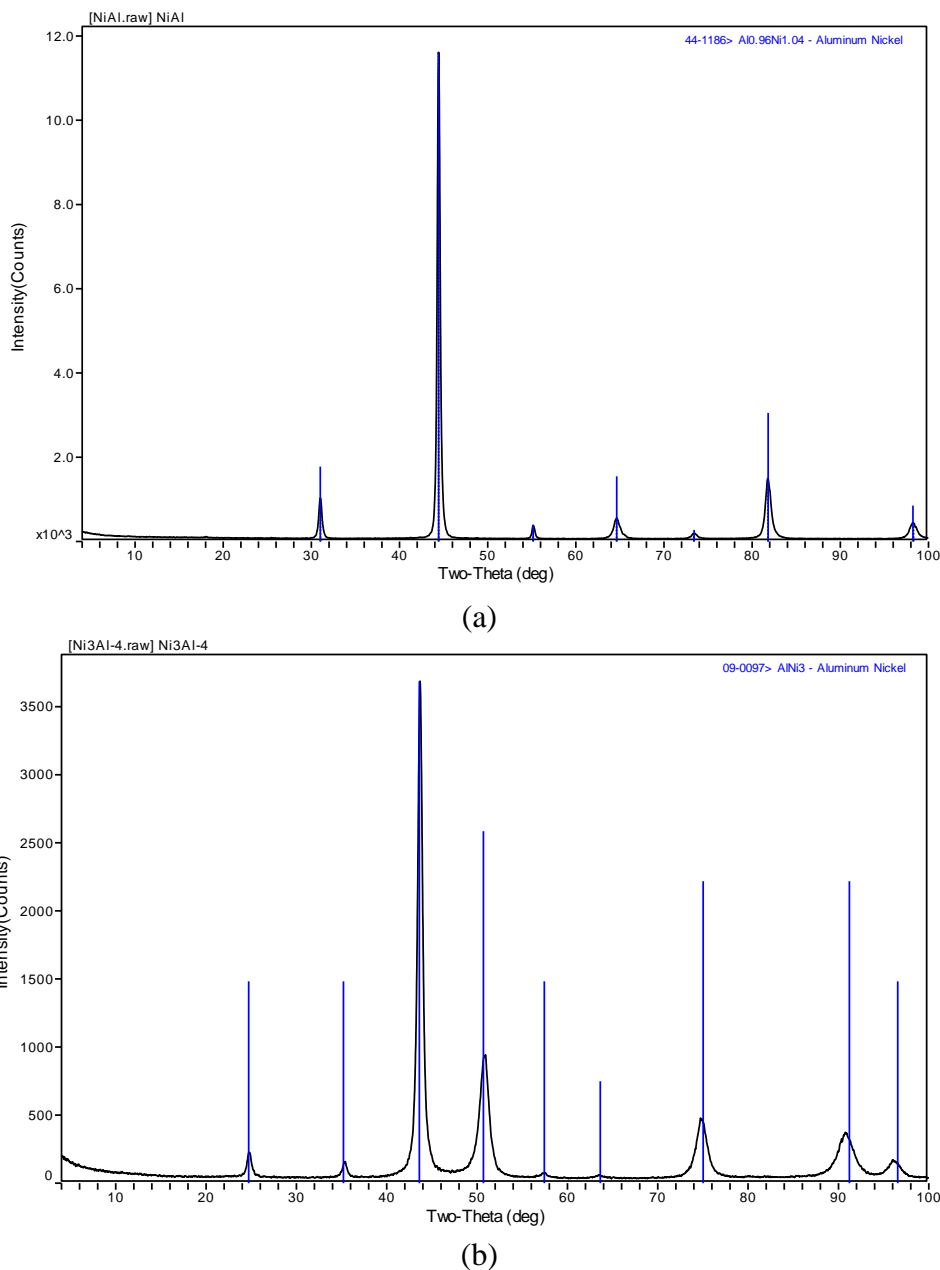 [NiAl.raw] NiAl
44-1186> Al0.96Ni1.04 - Aluminum Nickel
12.0
10.0
8.0
6.0
4.0
2.0
x10^3
Intensity(Counts)
10 20 30 40 50 60 70 80 90 100
Two-Theta (deg)
(a)
[Ni3Al-4.raw] Ni3Al-4
09-0097> AlNi3 - Aluminum Nickel
3500
3000
2500
2000
1500
1000
500
0
Intensity(Counts)
10 20 30 40 50 60 70 80 90 100
Two-Theta (deg)
(b)